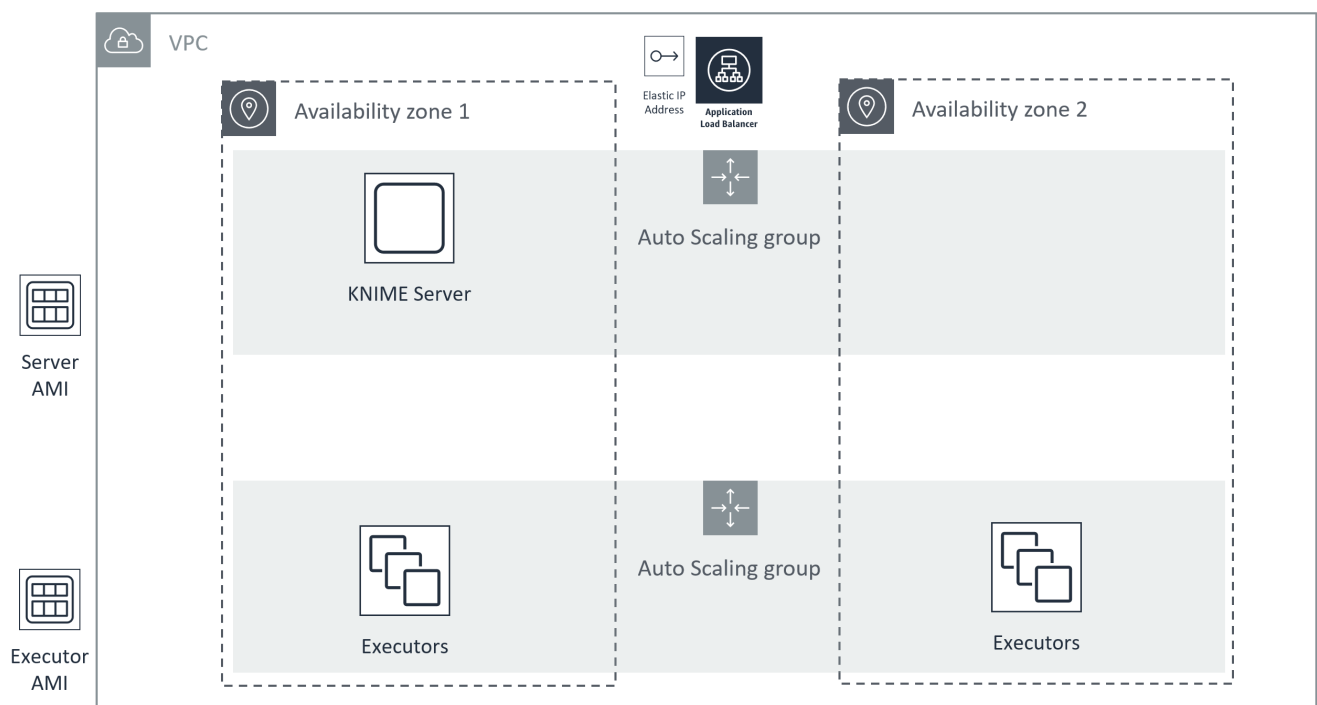 VPC
Elastic IP
Address
Application
Load Balancer
Availability zone 1
Availability zone 2
Auto Scaling group
KNIME Server
Server
AMI
Auto Scaling group
Executors
Executors
Executor
AMI